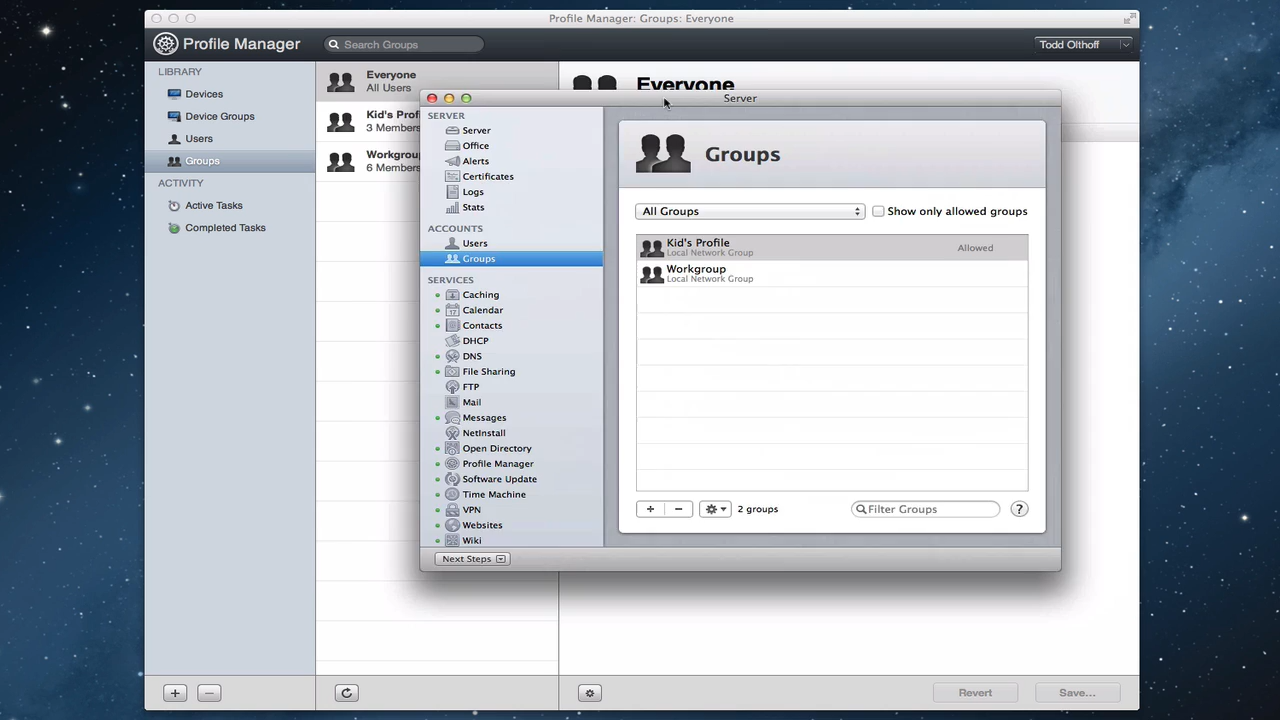 Profile Manager: Groups: Everyone
Profile Manager
Search Groups
Todd Olthoff
LIBRARY
Devices
Device Groups
Users
Groups
ACTIVITY
Active Tasks
Completed Tasks
Everyone
All Users
Kid's Prof
3 Members
Workgroup
6 Members
Everyone
Server
SERVER
Server
Office
Alerts
Certificates
Logs
Stats
ACCOUNTS
Users
Groups
SERVICES
Caching
Calendar
Contacts
DHCP
DNS
File Sharing
FTP
Mail
Messages
NetInstall
Open Directory
Profile Manager
Software Update
Time Machine
VPN
Websites
Wiki
Next Steps
Groups
All Groups
Show only allowed groups
Kid's Profile
Local Network Group
Allowed
Workgroup
Local Network Group
2 groups
Filter Groups
?
Revert
Save...